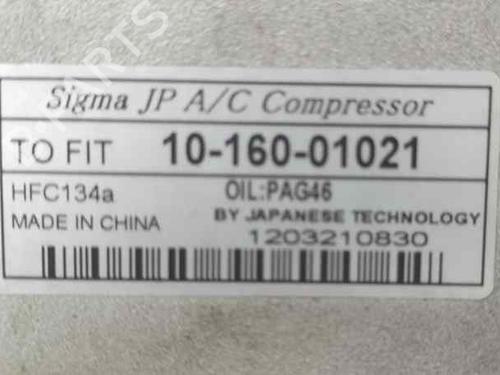 Sigma JP A/C Compressor
TO FIT 10-160-01021
HFC134a OIL:PAG46
MADE IN CHINA BY JAPANESE TECHNOLOGY
1203210830